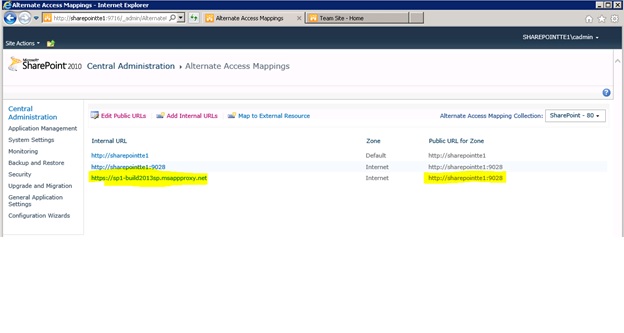 Alternate Access Mappings - Internet Explorer
http://sharepointte1:9716/_admin/Alternate
Alternate Access Mappings
Team Site - Home
SHAREPOINTTE1\cadmin
Site Actions
Microsoft
SharePoint 2010
Central Administration
Alternate Access Mappings
Central
Administration
Application Management
System Settings
Monitoring
Backup and Restore
Security
Upgrade and Migration
General Application
Settings
Configuration Wizards
Edit Public URLs
Add Internal URLs
Map to External Resource
Alternate Access Mapping Collection: SharePoint - 80
Internal URL Zone Public URL for Zone
http://sharepointte1 Default http://sharepointte1
http://sharepointte1:9028 Internet http://sharepointte1:9028
https://sp1-build2013sp.msappproxy.net Internet http://sharepointte1:9028